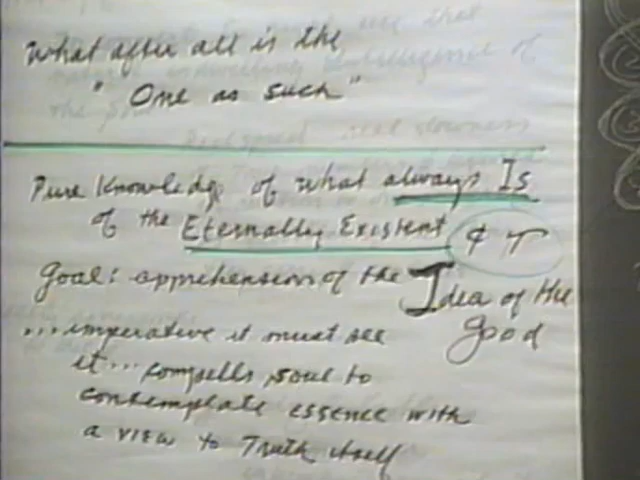 What after all is the
" One as such "
Pure Knowledge of what always Is
of the Eternally Existent
Goal: apprehension of the Idea of the
Good
...imperative it must see
it... compells soul to
contemplate essence with
a view to Truth itself